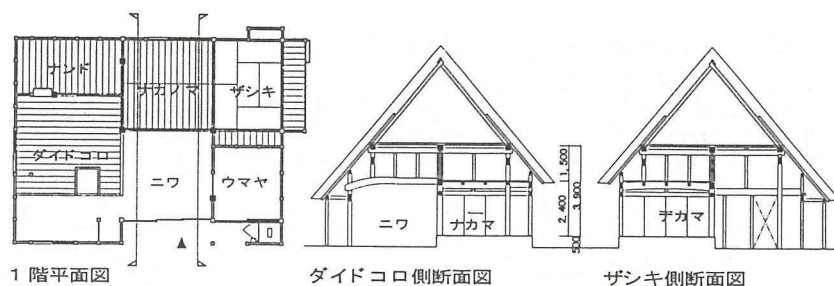 ナンド
ナカノマ
ザシキ
ダイドコロ
ニワ
ウマヤ
1階平面図
ニワ
ナカマ
ダイドコロ側断面図
1,500
2,400
3,900
500
デカマ
ザシキ側断面図